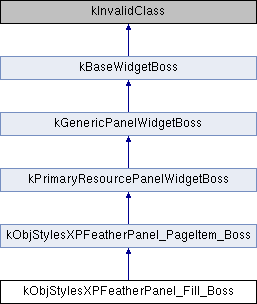 kInvalidClass
kBaseWidgetBoss
kGenericPanelWidgetBoss
kPrimaryResourcePanelWidgetBoss
kObjStylesXPFeatherPanel_PageItem_Boss
kObjStylesXPFeatherPanel_Fill_Boss